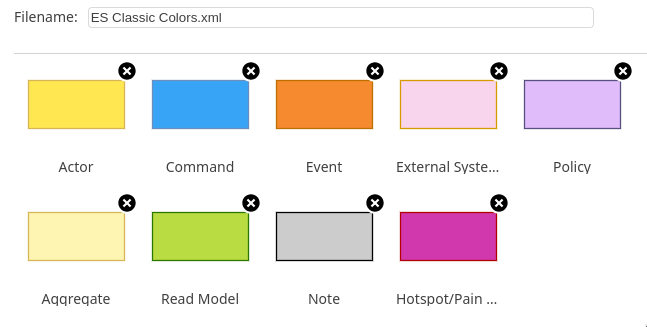 Filename: ES Classic Colors.xml
Actor Command Event External Syste... Policy
Aggregate Read Model Note Hotspot/Pain ...